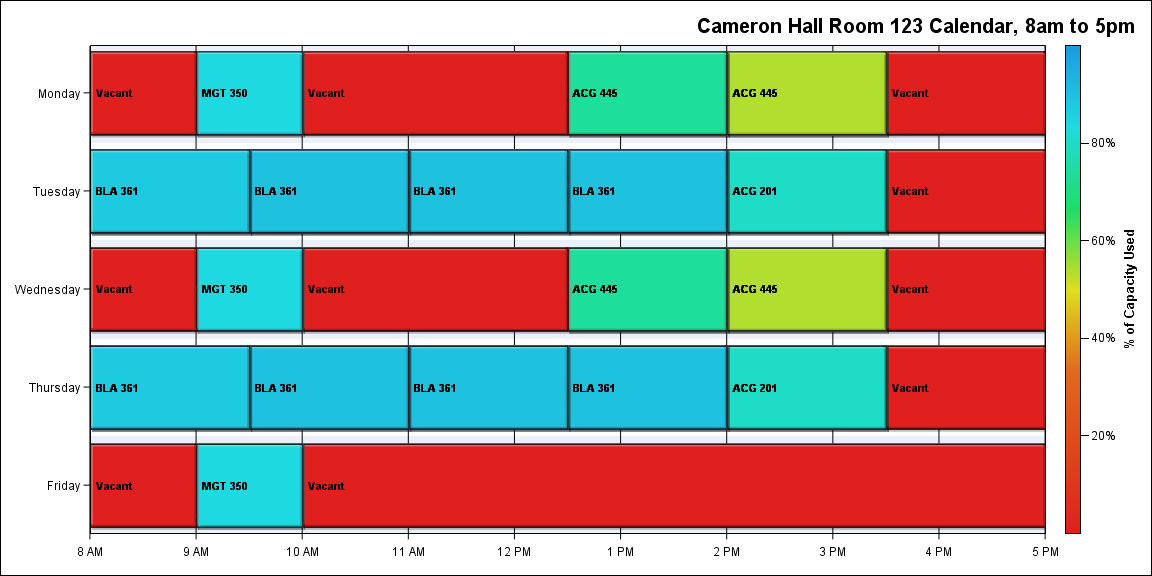 Cameron Hall Room 123 Calendar, 8am to 5pm
Monday
Vacant
MGT 350
Vacant
ACG 445
ACG 445
Vacant
Tuesday
BLA 361
BLA 361
BLA 361
BLA 361
ACG 201
Vacant
Wednesday
Vacant
MGT 350
Vacant
ACG 445
ACG 445
Vacant
Thursday
BLA 361
BLA 361
BLA 361
BLA 361
ACG 201
Vacant
Friday
Vacant
MGT 350
Vacant
8 AM
9 AM
10 AM
11 AM
12 PM
1 PM
2 PM
3 PM
4 PM
5 PM
80%
60%
40%
20%
% of Capacity Used